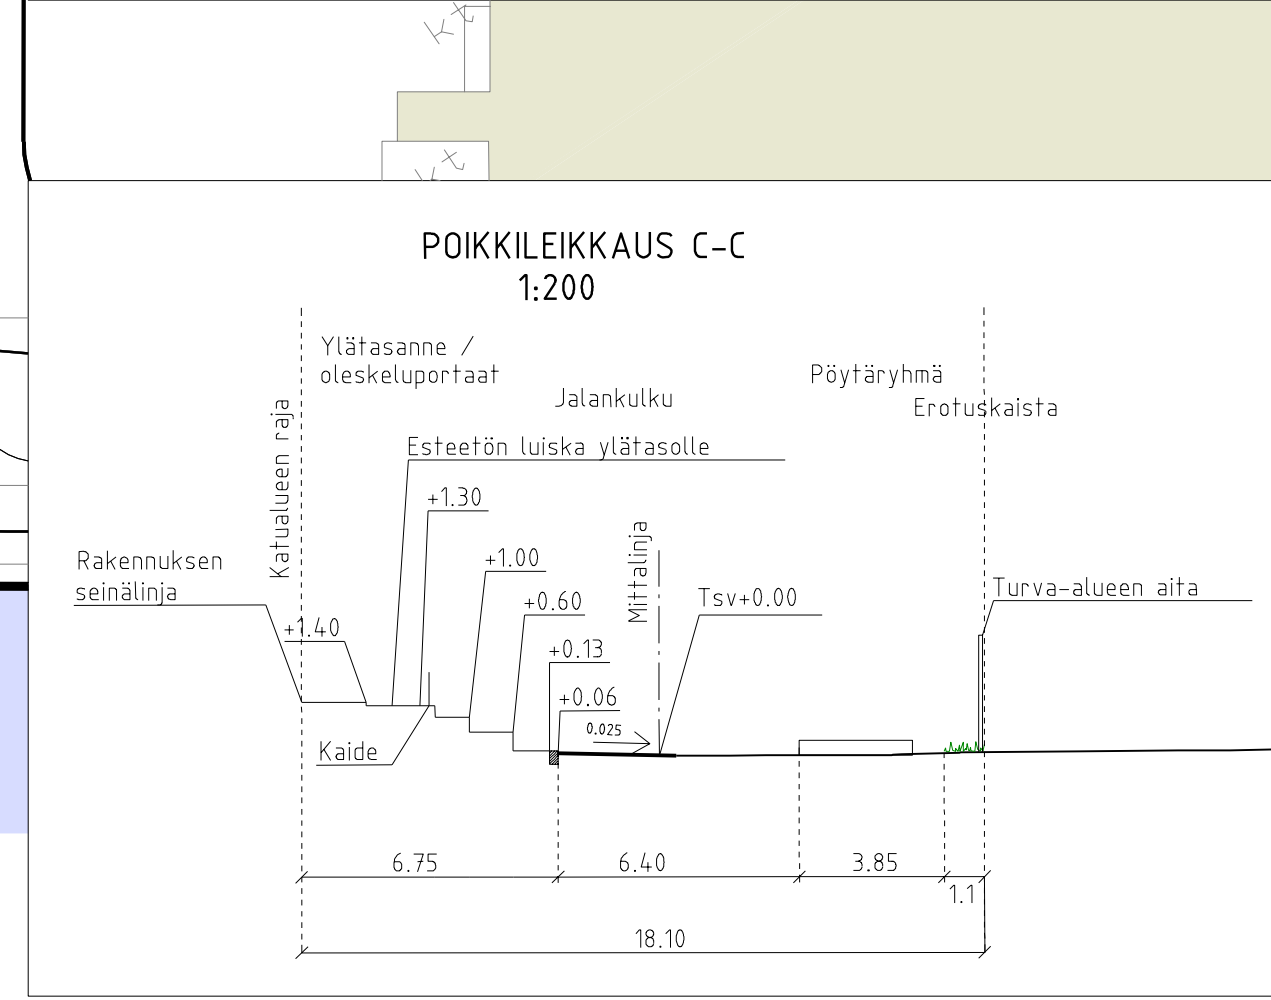 POIKKILEIKKAUS C-C
1:200
Ylätasanne /
oleskeluportaat
Pöytäryhmä
Jalankulku
Erotuskaista
Katualueen raja
Esteetön luiska ylätasolle
+1.30
Mittalinja
+1.00
Rakennuksen
seinälinja
Turva-alueen aita
+0.60
Tsv+0.00
+1.40
+0.13
+0.06
0.025
Kaide
6.75
6.40
3.85
1.1
18.10